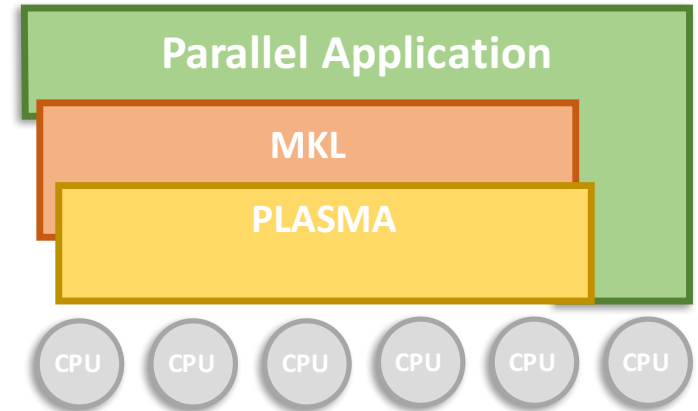 Parallel Application
MKL
PLASMA
CPU CPU CPU CPU CPU CPU